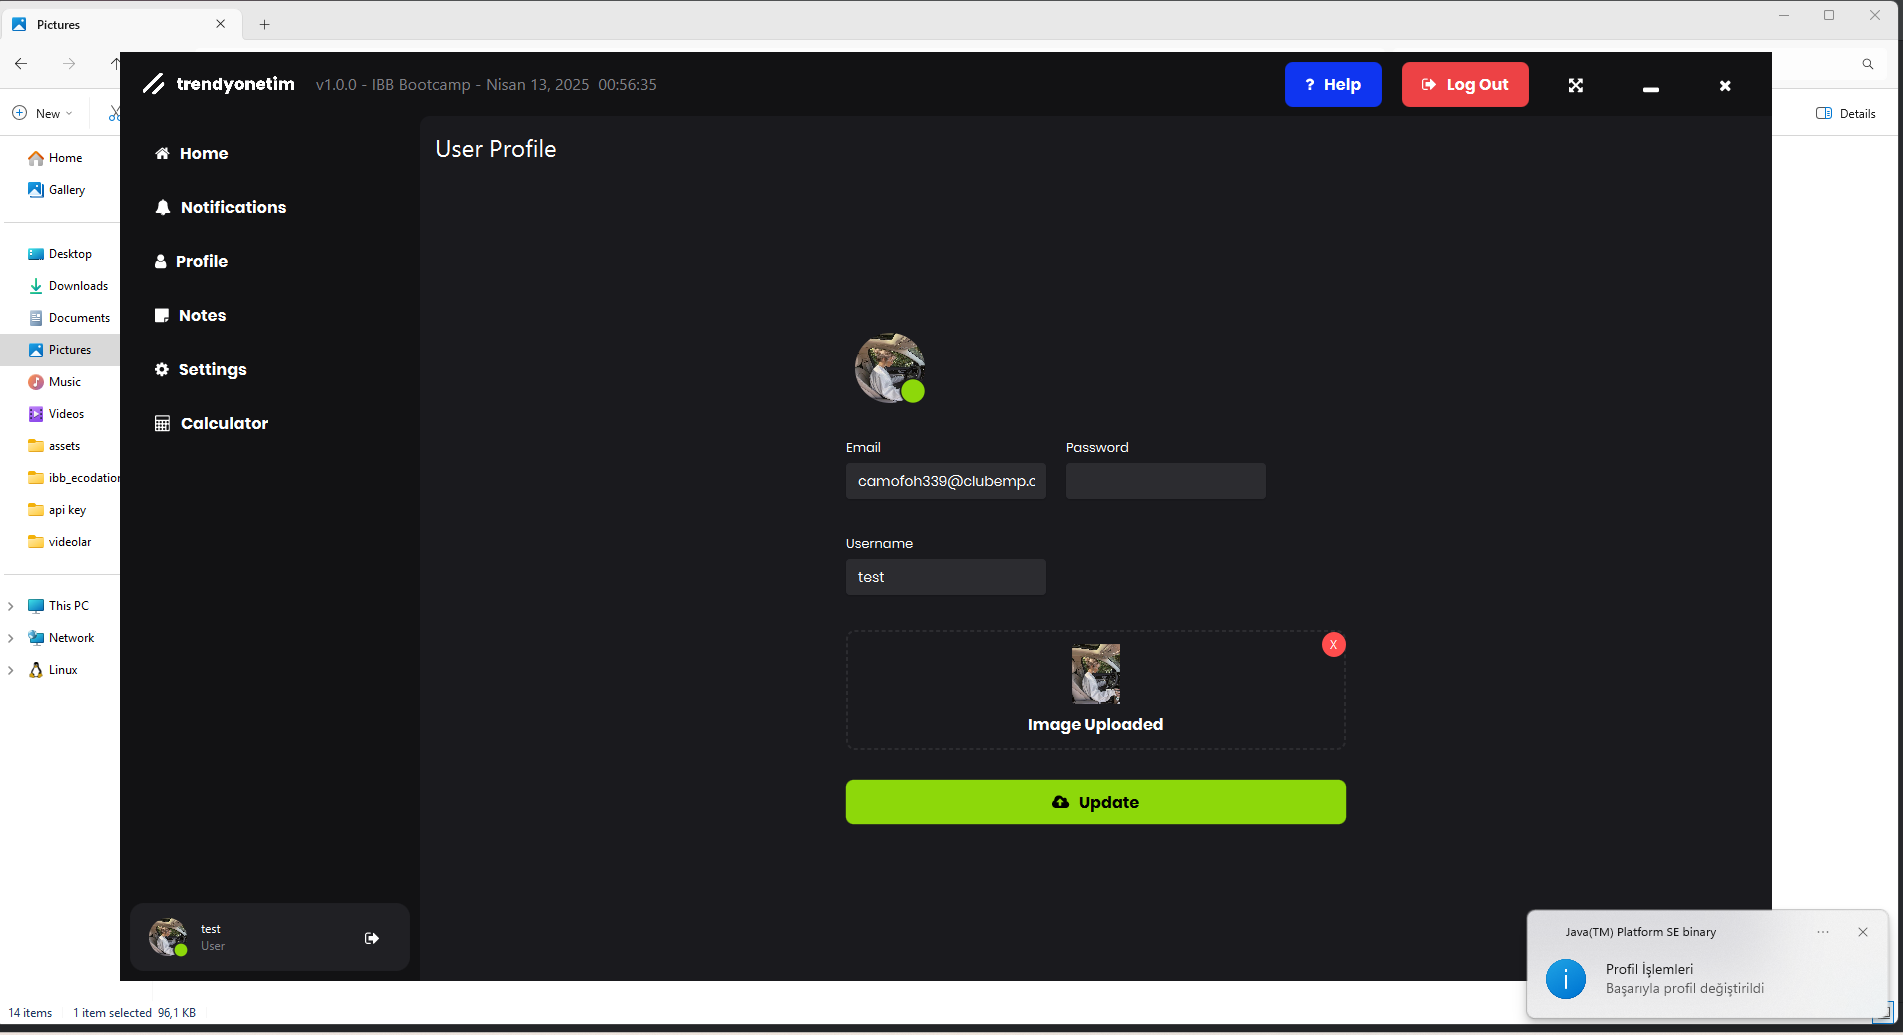 Pictures
trendyonetim v1.0.0 - IBB Bootcamp - Nisan 13, 2025 00:56:35
? Help
Log Out
New
Details
Home
Gallery
Desktop
Downloads
Documents
Pictures
Music
Videos
assets
ibb_ecodation
api key
videolar
This PC
Network
Linux
Home
Notifications
Profile
Notes
Settings
Calculator
test
User
User Profile
Email
Password
camofoh339@clubemp.c
Username
test
X
Image Uploaded
Update
Java(TM) Platform SE binary
Profil İşlemleri
Başarıyla profil değiştirildi
14 items 1 item selected 96,1 KB